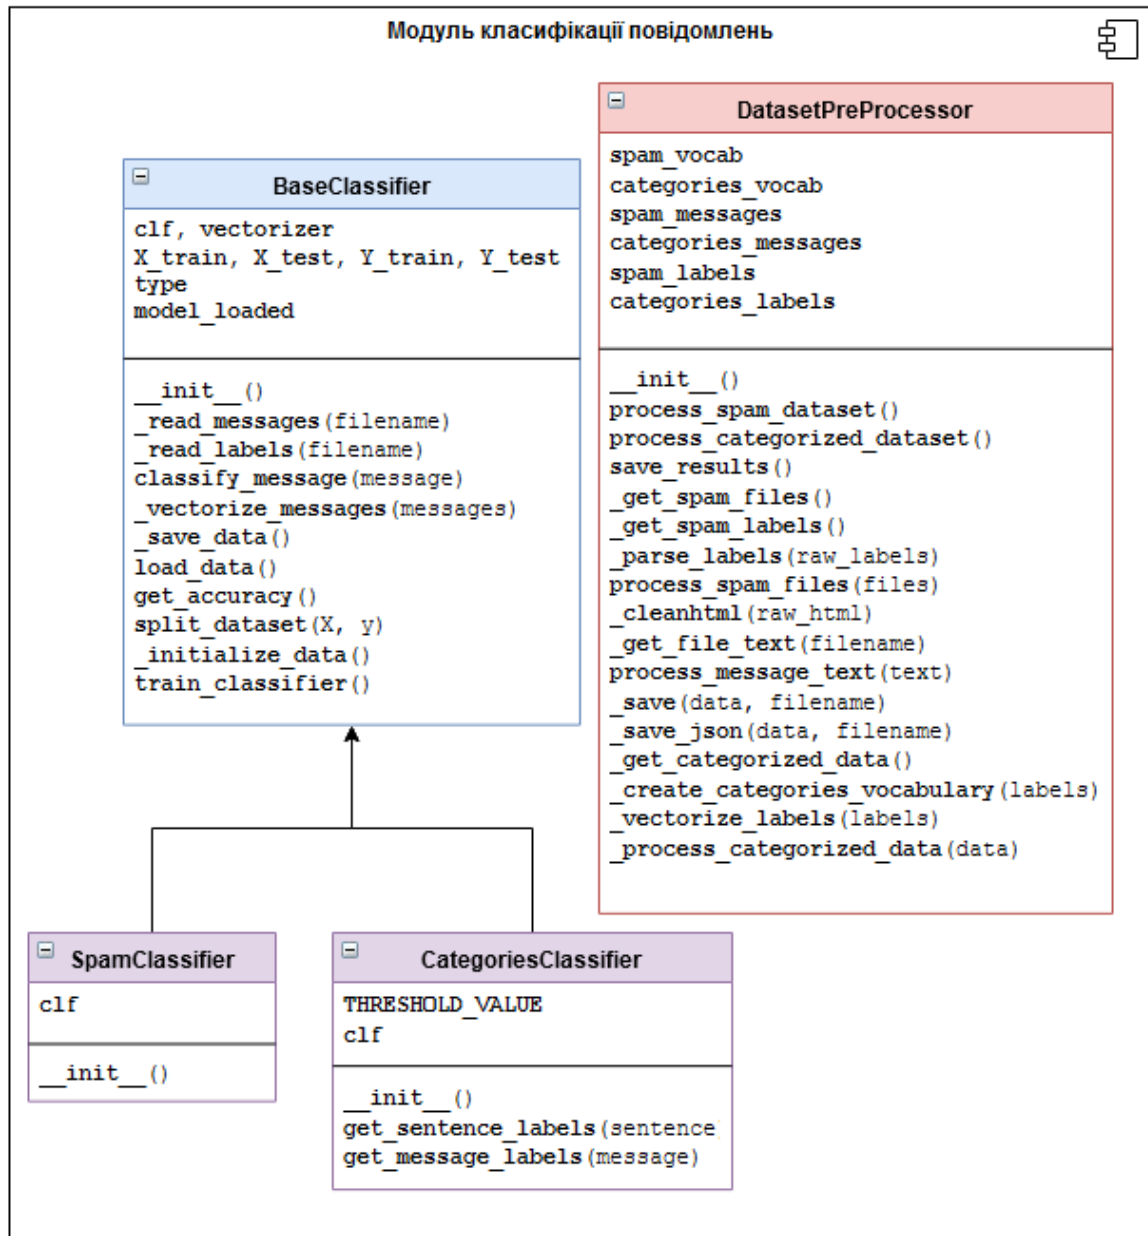 Модуль класифікації повідомлень
BaseClassifier
clf, vectorizer
X_train, X_test, Y_train, Y_test
type
model_loaded
__init__()
_read_messages(filename)
_read_labels(filename)
classify_message(message)
_vectorize_messages(messages)
_save_data()
load_data()
get_accuracy()
split_dataset(X, y)
_initialize_data()
train_classifier()
DatasetPreProcessor
spam_vocab
categories_vocab
spam_messages
categories_messages
spam_labels
categories_labels
__init__()
process_spam_dataset()
process_categorized_dataset()
save_results()
_get_spam_files()
_get_spam_labels()
_parse_labels(raw_labels)
process_spam_files(files)
_cleanhtml(raw_html)
_get_file_text(filename)
process_message_text(text)
_save(data, filename)
_save_json(data, filename)
_get_categorized_data()
_create_categories_vocabulary(labels)
_vectorize_labels(labels)
_process_categorized_data(data)
SpamClassifier
clf
__init__()
CategoriesClassifier
THRESHOLD_VALUE
clf
__init__()
get_sentence_labels(sentence
get_message_labels(message)